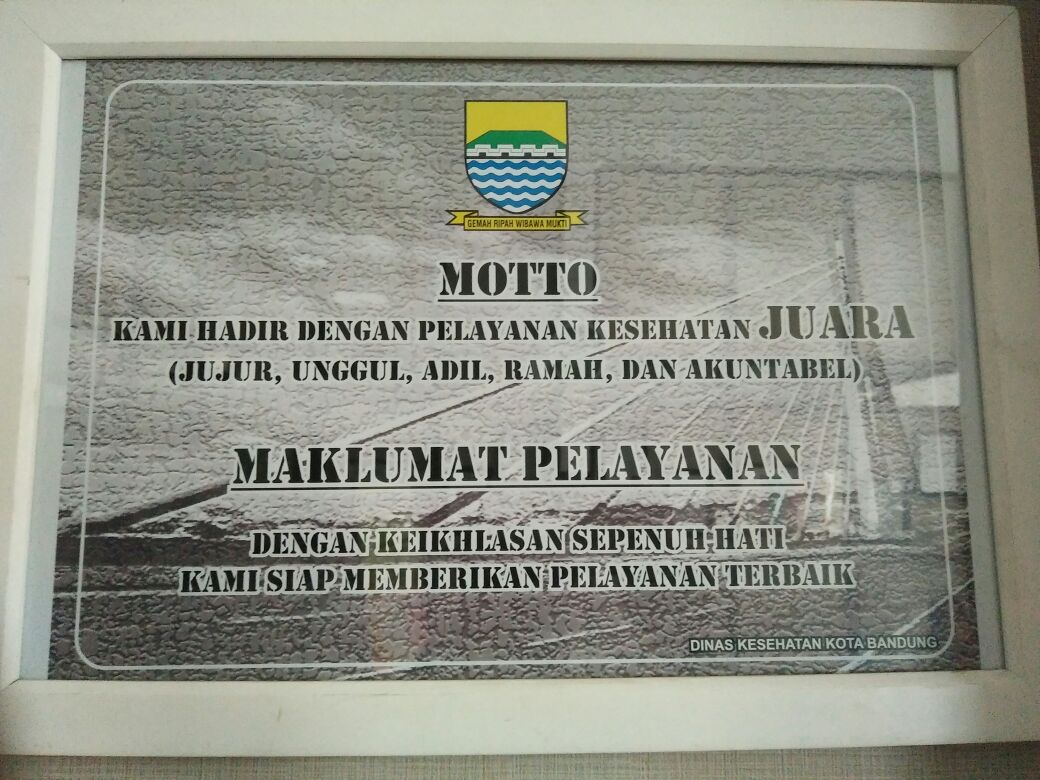 GEMAH RIPAH WIBAWA MUKTI
MOTTO
KAMI HADIR DENGAN PELAYANAN KESEHATAN JUARA
(JUJUR, UNGGUL, ADIL, RAMAH, DAN AKUNTABEL)
MAKLUMAT PELAYANAN
DENGAN KEIKHLASAN SEPENUH HATI
KAMI SIAP MEMBERIKAN PELAYANAN TERBAIK
DINAS KESEHATAN KOTA BANDUNG